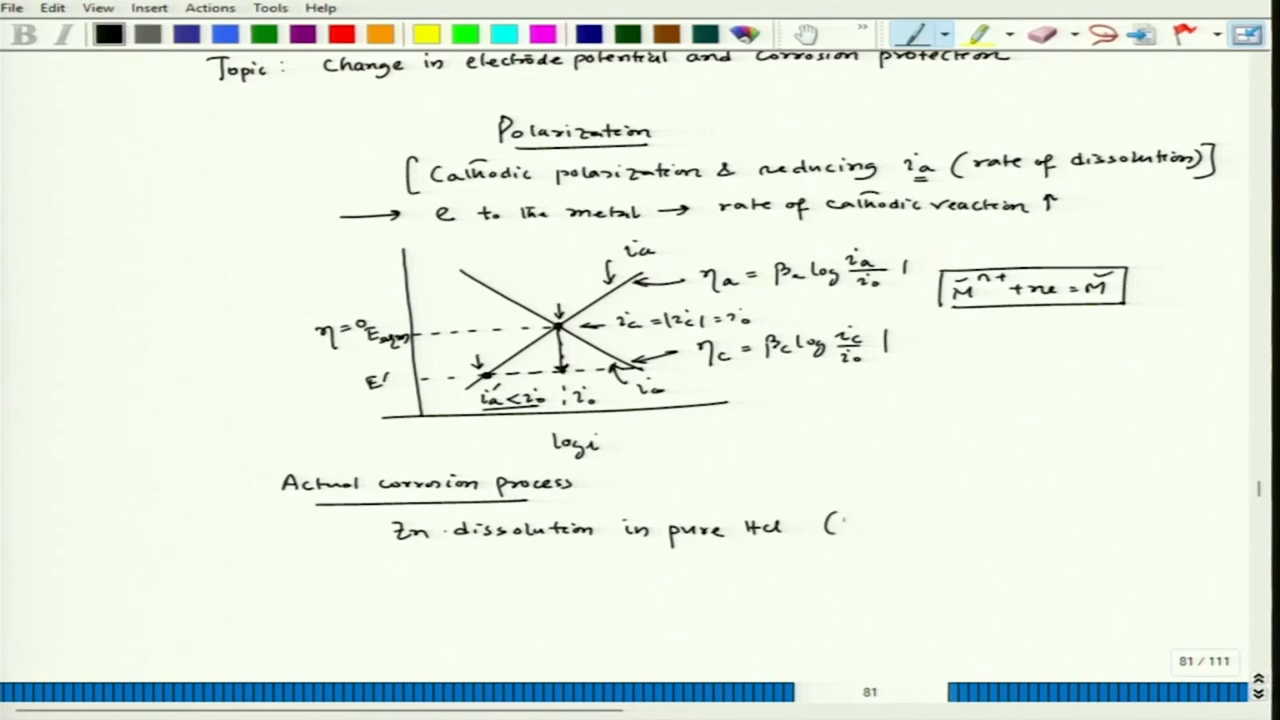 File Edit View Insert Actions Tools Help
B I
Topic: Change in electrode potential and corrosion protection
Polarization
[Cathodic polarization & reducing ia (rate of dissolution)]
→ e to the metal → rate of cathodic reaction ↑
ia
ηa = βa log ia/i0
M^n+ + ne = M
η=0 Eeqm
ic = |ic| = i0
ηc = βc log ic/i0
E'
ia' < i0 i0
log i
Actual corrosion process
Zn dissolution in pure HCl (
81 / 111
81